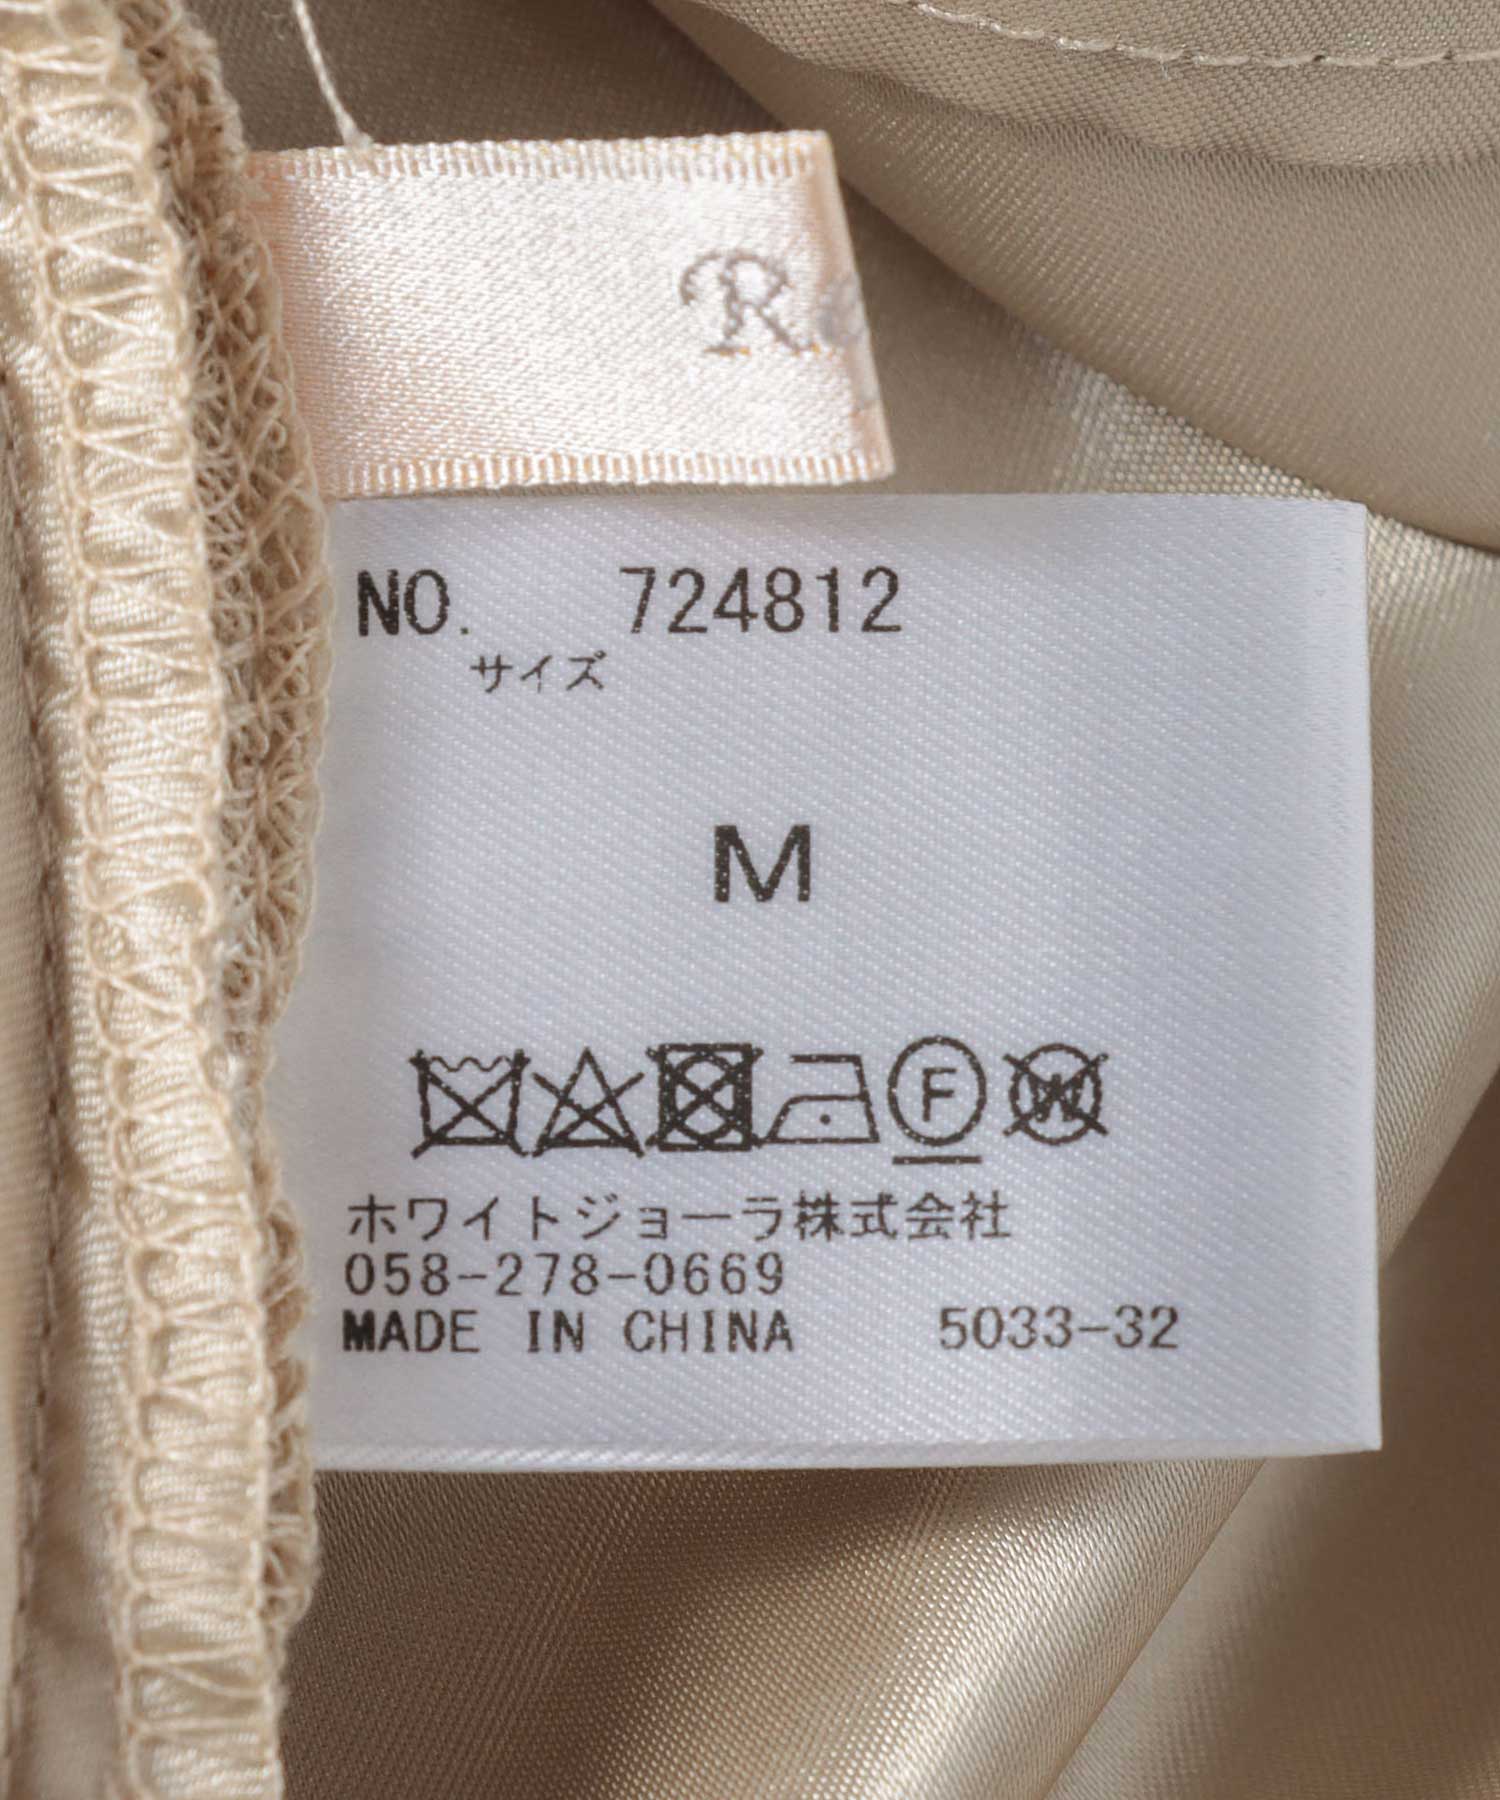 Re
NO. 724812
サイズ
M
F W
ホワイトジョーラ株式会社
058-278-0669
MADE IN CHINA 5033-32